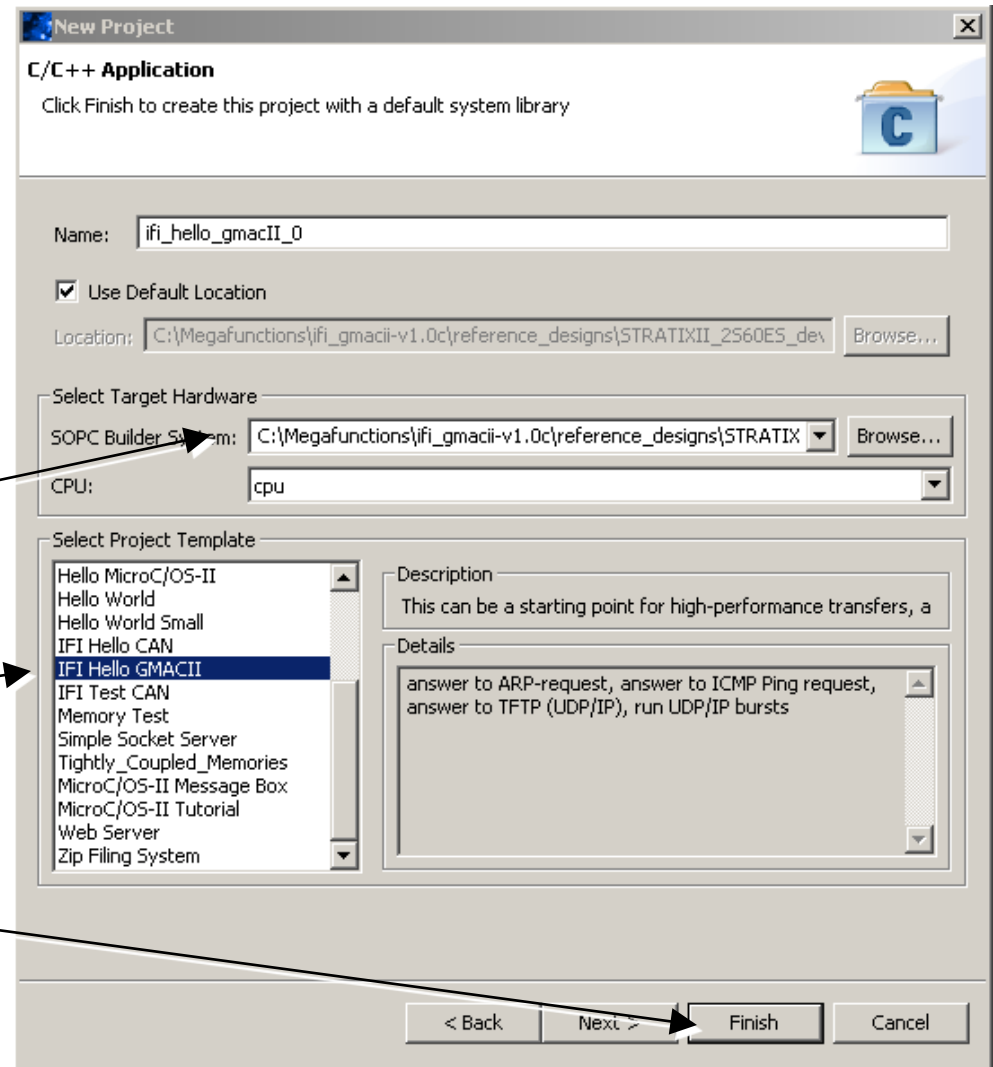 New Project
C/C++ Application
Click Finish to create this project with a default system library
C
Name: ifi_hello_gmacII_0
Use Default Location
Location: C:\Megafunctions\ifi_gmacii-v1.0c\reference_designs\STRATIXII_2S60ES_dev Browse...
Select Target Hardware
SOPC Builder System: C:\Megafunctions\ifi_gmacii-v1.0c\reference_designs\STRATIX Browse...
CPU: cpu
Select Project Template
Hello MicroC/OS-II
Hello World
Hello World Small
IFI Hello CAN
IFI Hello GMACII
IFI Test CAN
Memory Test
Simple Socket Server
Tightly_Coupled_Memories
MicroC/OS-II Message Box
MicroC/OS-II Tutorial
Web Server
Zip Filing System
Description
This can be a starting point for high-performance transfers, a
Details
answer to ARP-request, answer to ICMP Ping request,
answer to TFTP (UDP/IP), run UDP/IP bursts
< Back Next > Finish Cancel